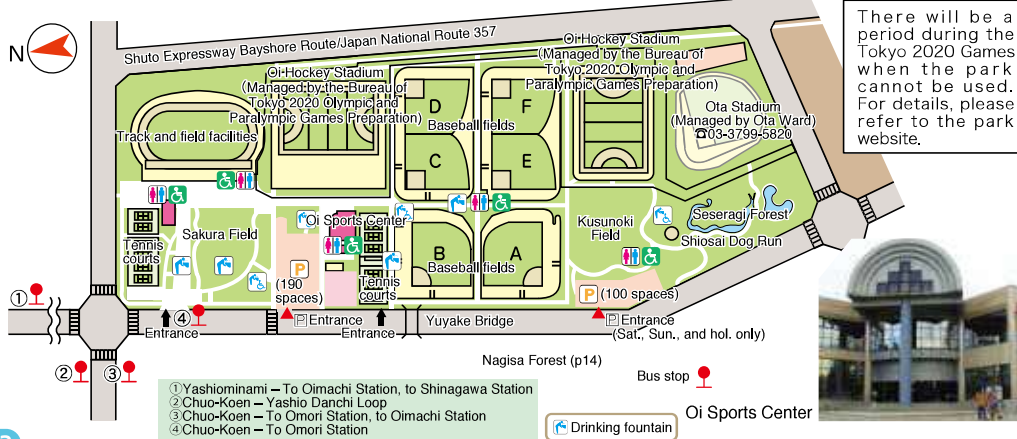 N
Shuto Expressway Bayshore Route/Japan National Route 357
There will be a
period during the
Tokyo 2020 Games
when the park
cannot be used.
For details, please
refer to the park
website.
Oi Hockey Stadium
(Managed by the Bureau of
Tokyo 2020 Olympic and
Paralympic Games Preparation)
Oi Hockey Stadium
(Managed by the Bureau of
Tokyo 2020 Olympic and
Paralympic Games Preparation)
Ota Stadium
(Managed by Ota Ward)
☎03-3799-5820
Track and field facilities
D
F
Baseball fields
C
E
Tennis
courts
Sakura Field
Oi Sports Center
Kusunoki
Field
Seseragi Forest
Shiosai Dog Run
B
A
Baseball fields
P
(190
spaces)
Tennis
courts
P (100 spaces)
①
④
Entrance
P Entrance
Entrance
Yuyake Bridge
P Entrance
(Sat., Sun., and hol. only)
Nagisa Forest (p14)
②
③
Bus stop
①Yashiominami – To Oimachi Station, to Shinagawa Station
②Chuo-Koen – Yashio Danchi Loop
③Chuo-Koen – To Omori Station, to Oimachi Station
④Chuo-Koen – To Omori Station
Drinking fountain
Oi Sports Center